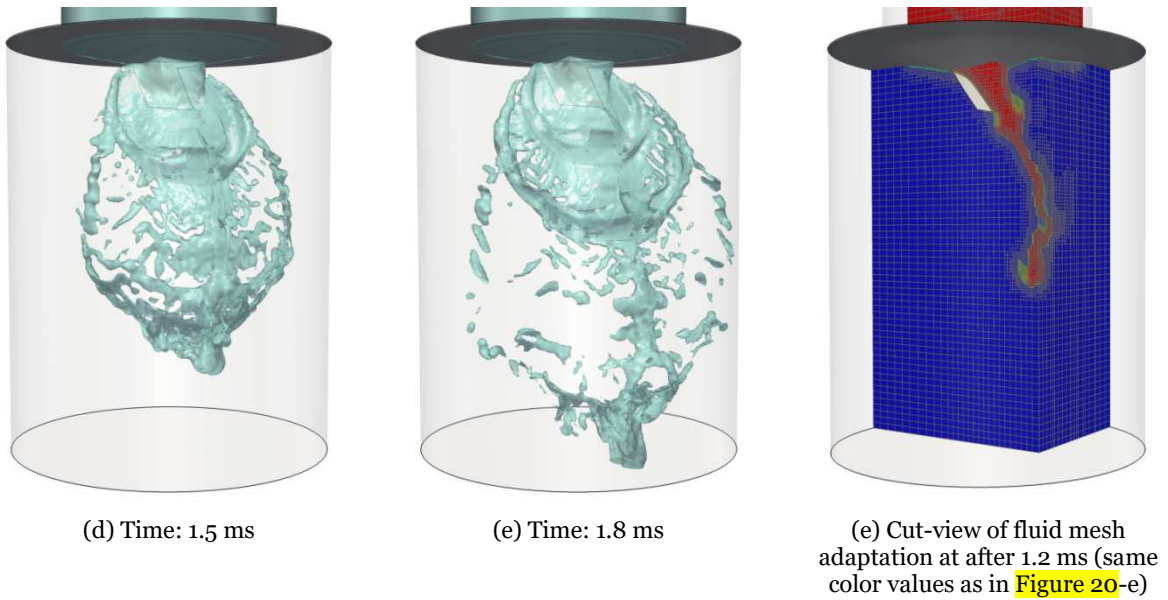 (d) Time: 1.5 ms
(e) Time: 1.8 ms
(e) Cut-view of fluid mesh
adaptation at after 1.2 ms (same
color values as in Figure 20-e)